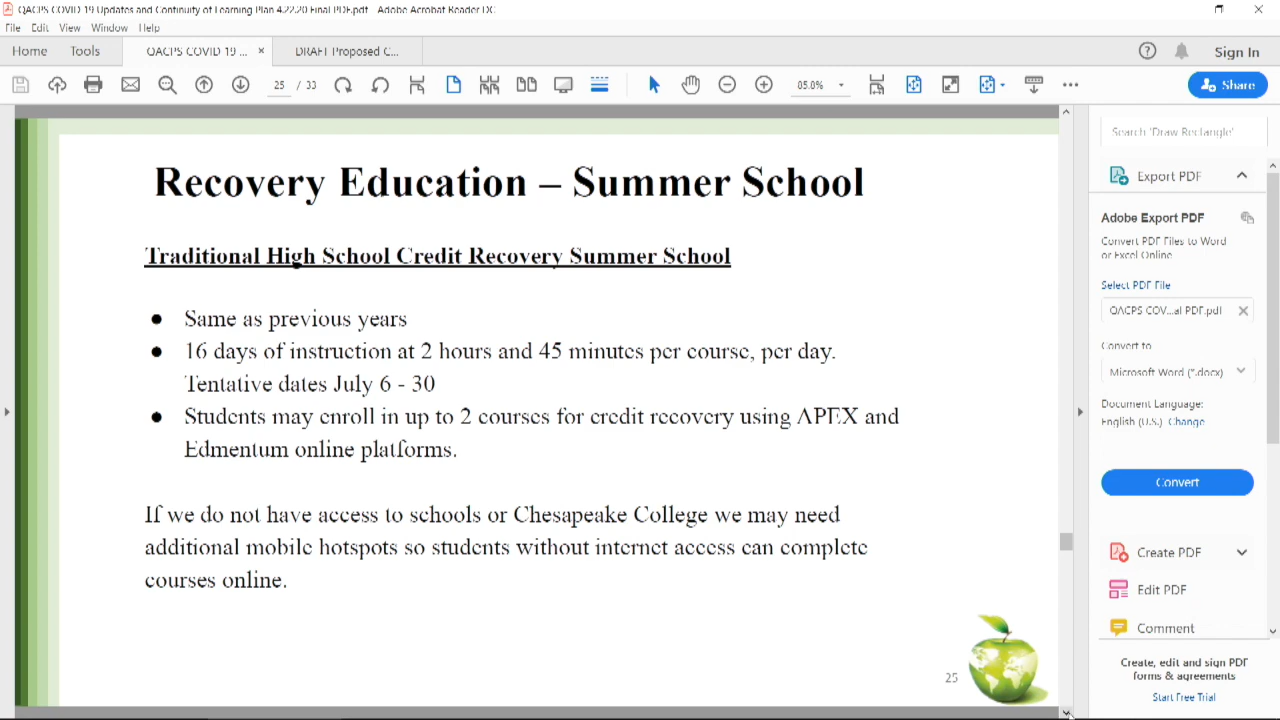 QACPS COVID 19 Updates and Continuity of Learning Plan 4.22.20 Final PDF.pdf - Adobe Acrobat Reader DC
File Edit View Window Help
Home Tools QACPS COVID 19 ... × DRAFT Proposed C... Sign In
25 / 33 85.0% Share
Recovery Education – Summer School
Traditional High School Credit Recovery Summer School
● Same as previous years
● 16 days of instruction at 2 hours and 45 minutes per course, per day.
Tentative dates July 6 - 30
● Students may enroll in up to 2 courses for credit recovery using APEX and
Edmentum online platforms.
If we do not have access to schools or Chesapeake College we may need
additional mobile hotspots so students without internet access can complete
courses online.
25
Search 'Draw Rectangle'
Export PDF
Adobe Export PDF
Convert PDF Files to Word
or Excel Online
Select PDF File
QACPS COV...al PDF.pdf
Convert to
Microsoft Word (*.docx)
Document Language:
English (U.S.) Change
Convert
Create PDF
Edit PDF
Comment
Create, edit and sign PDF
forms & agreements
Start Free Trial